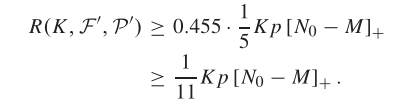 R(K, ℱ′, 𝒫′) ≥ 0.455 · 1/5 Kp [N₀ − M]₊
≥ 1/11 Kp [N₀ − M]₊ .